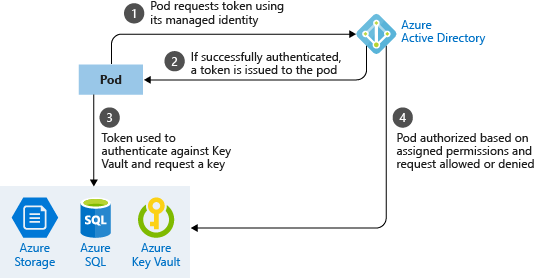 1
Pod requests token using
its managed identity
Azure
Active Directory
2
If successfully authenticated,
a token is issued to the pod
Pod
3
Token used to
authenticate against Key
Vault and request a key
4
Pod authorized based on
assigned permissions and
request allowed or denied
SQL
Azure
Storage
Azure
SQL
Azure
Key Vault